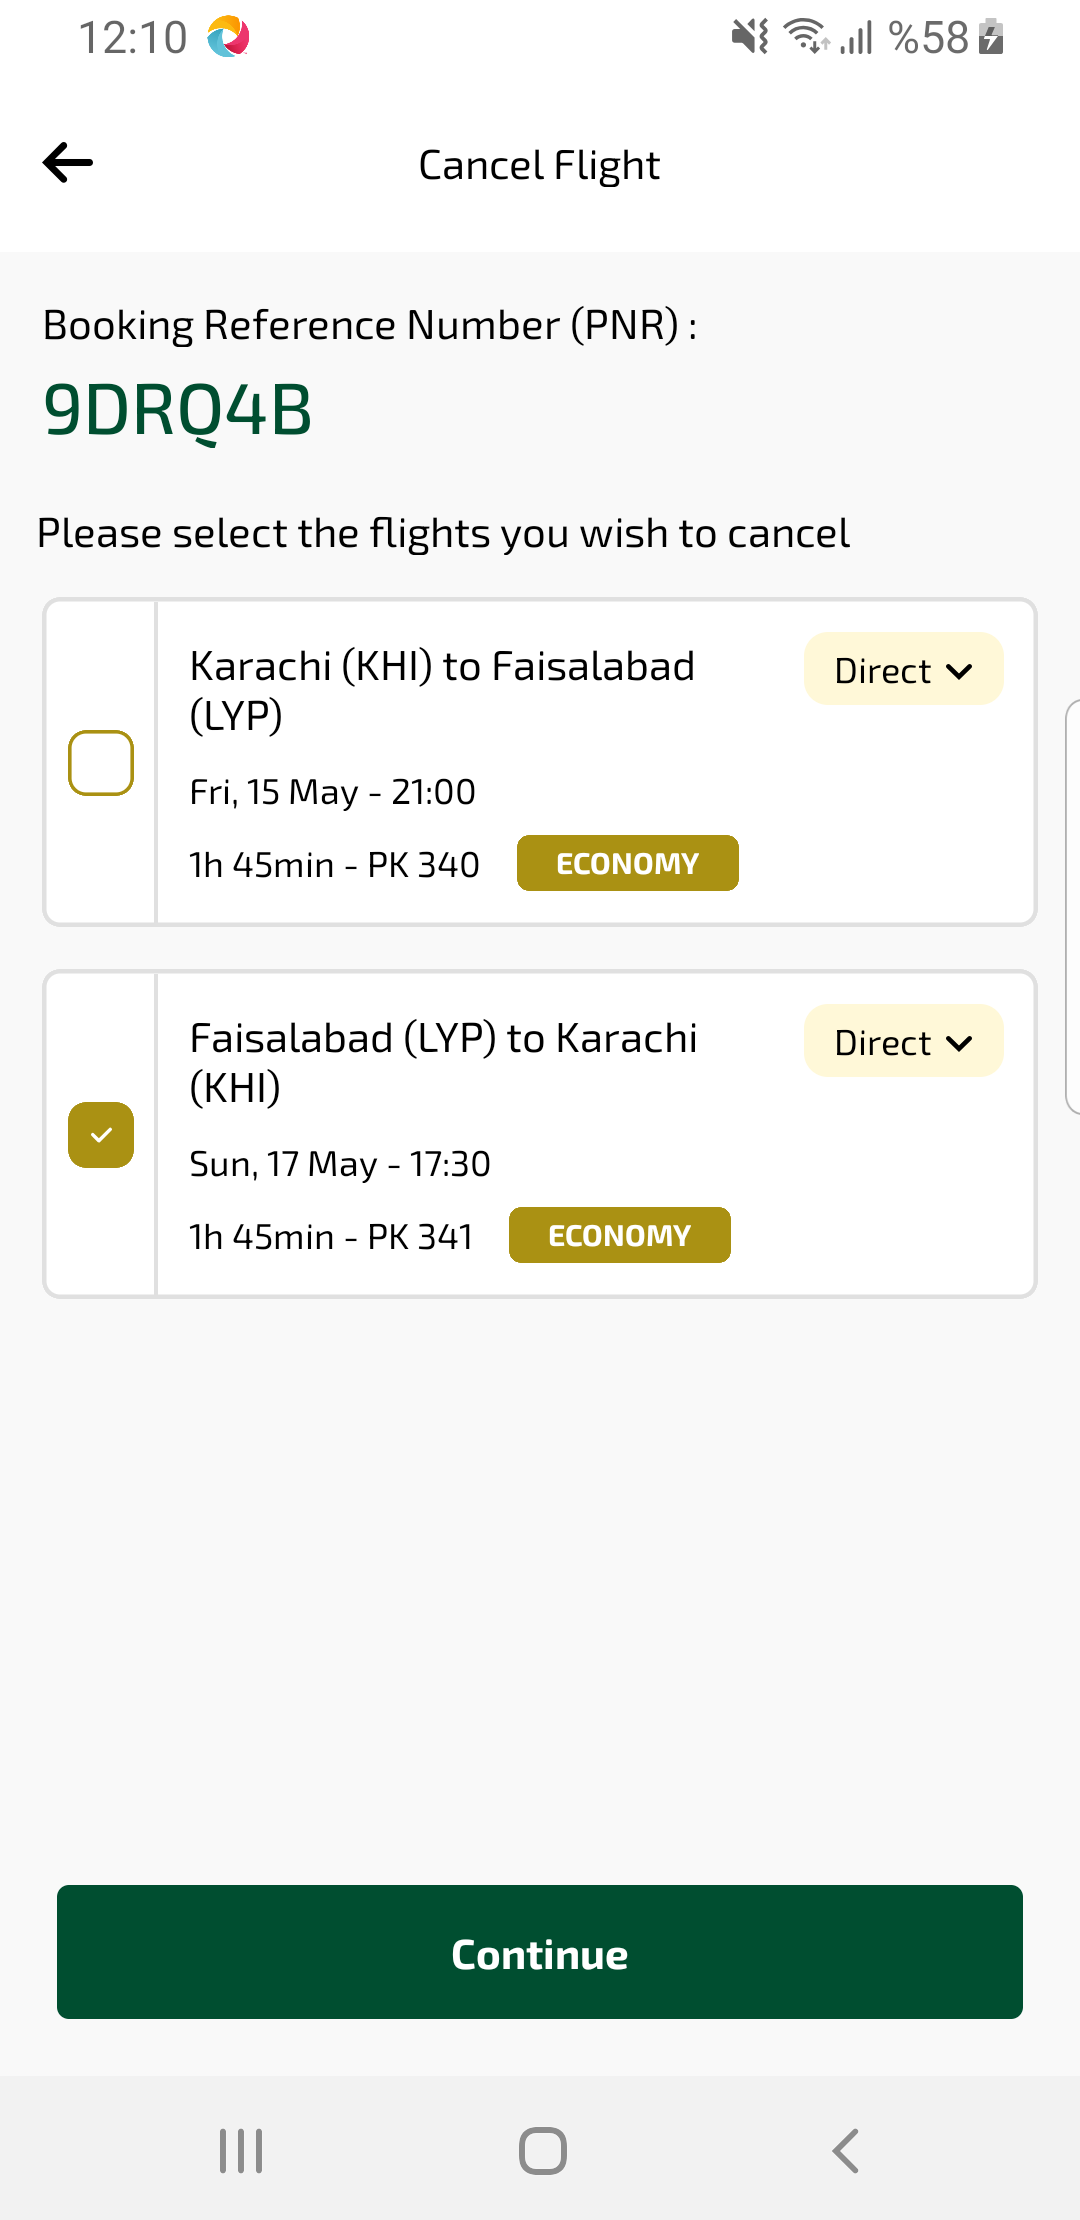 12:10
%58
Cancel Flight
Booking Reference Number (PNR) :
9DRQ4B
Please select the flights you wish to cancel
Karachi (KHI) to Faisalabad
(LYP)
Direct
Fri, 15 May - 21:00
1h 45min - PK 340
ECONOMY
Faisalabad (LYP) to Karachi
(KHI)
Direct
Sun, 17 May - 17:30
1h 45min - PK 341
ECONOMY
Continue